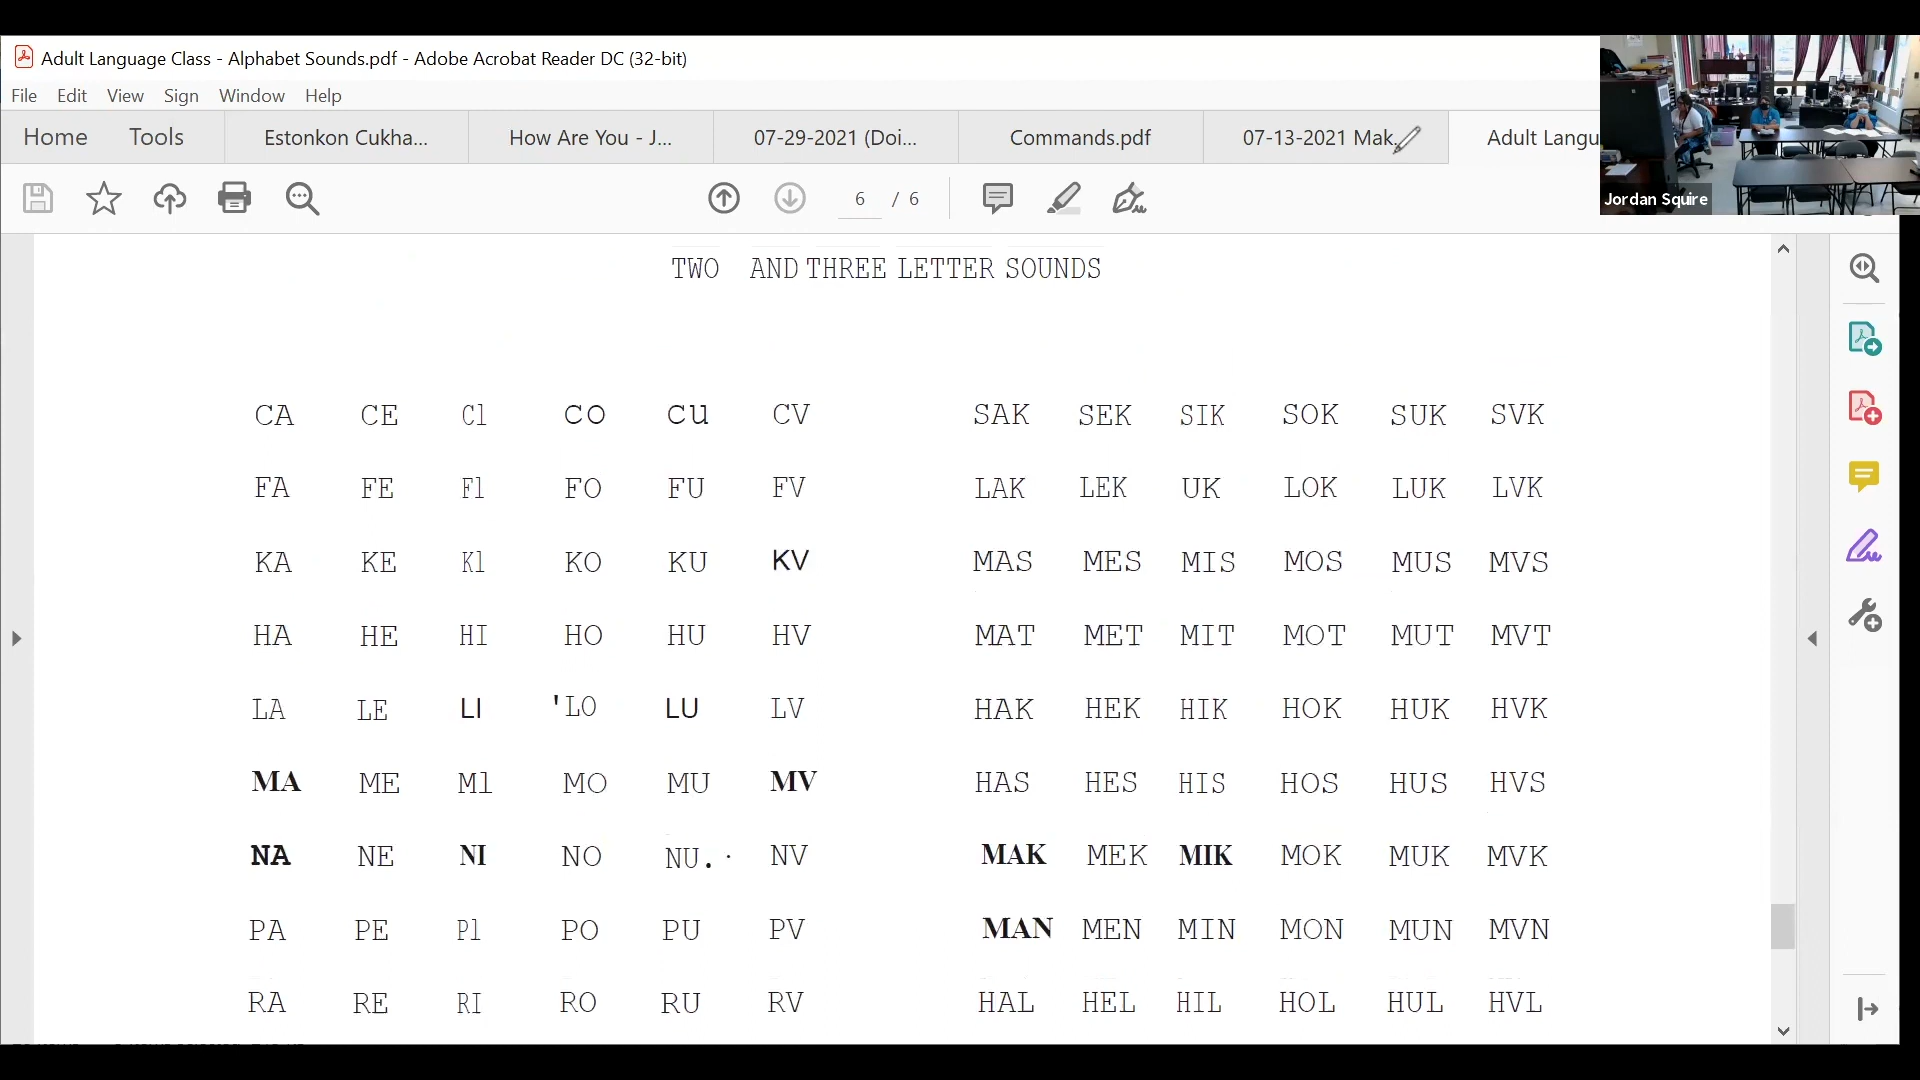 Adult Language Class - Alphabet Sounds.pdf - Adobe Acrobat Reader DC (32-bit)
File Edit View Sign Window Help
Home Tools Estonkon Cukha... How Are You - J... 07-29-2021 (Doi... Commands.pdf 07-13-2021 Mak... Adult Langu
6 / 6
Jordan Squire
TWO AND THREE LETTER SOUNDS
CA CE Cl CO CU CV SAK SEK SIK SOK SUK SVK
FA FE Fl FO FU FV LAK LEK UK LOK LUK LVK
KA KE Kl KO KU KV MAS MES MIS MOS MUS MVS
HA HE HI HO HU HV MAT MET MIT MOT MUT MVT
LA LE LI 'LO LU LV HAK HEK HIK HOK HUK HVK
MA ME Ml MO MU MV HAS HES HIS HOS HUS HVS
NA NE NI NO NU. · NV MAK MEK MIK MOK MUK MVK
PA PE Pl PO PU PV MAN MEN MIN MON MUN MVN
RA RE RI RO RU RV HAL HEL HIL HOL HUL HVL